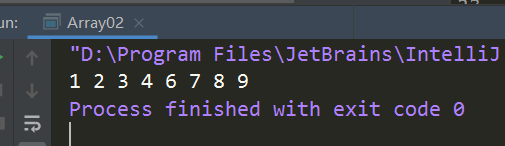 un:
Array02
"D:\Program Files\JetBrains\IntelliJ
1 2 3 4 6 7 8 9
Process finished with exit code 0